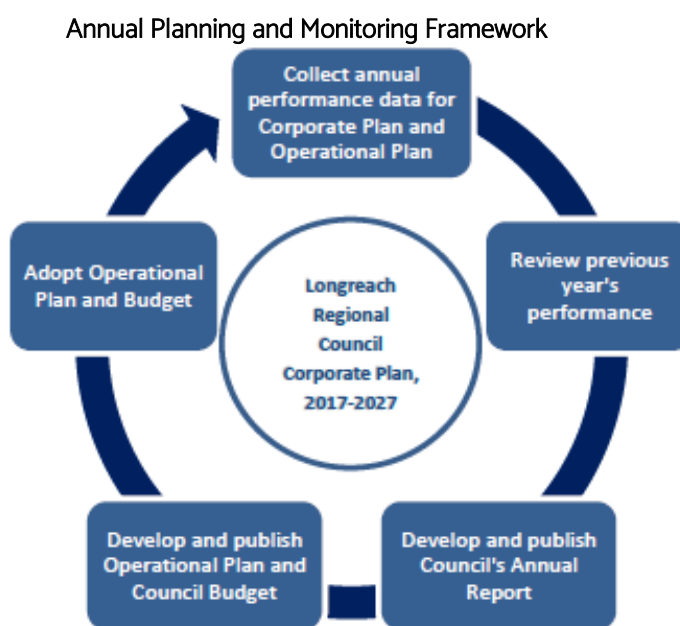 Annual Planning and Monitoring Framework
Collect annual
performance data for
Corporate Plan and
Operational Plan
Adopt Operational
Plan and Budget
Longreach
Regional
Council
Corporate Plan,
2017-2027
Review previous
year's
performance
Develop and publish
Operational Plan and
Council Budget
Develop and publish
Council's Annual
Report